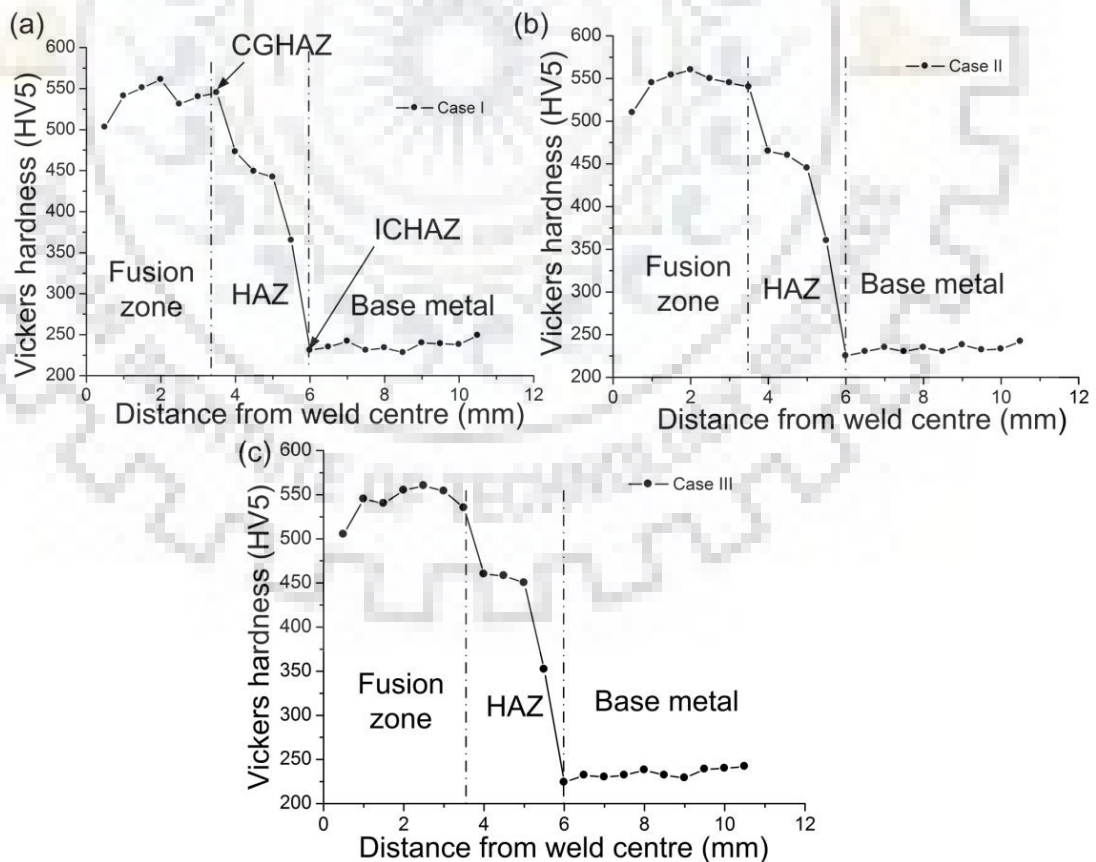 (a)
600
550
500
450
400
350
300
250
200
Vickers hardness (HV5)
CGHAZ
Case I
ICHAZ
Fusion
zone
HAZ
Base metal
0 2 4 6 8 10 12
Distance from weld centre (mm)
(b)
600
550
500
450
400
350
300
250
200
Vickers hardness (HV5)
Case II
Fusion
zone
HAZ
Base metal
0 2 4 6 8 10 12
Distance from weld centre (mm)
(c)
600
550
500
450
400
350
300
250
200
Vickers hardness (HV5)
Case III
Fusion
zone
HAZ
Base metal
0 2 4 6 8 10 12
Distance from weld centre (mm)